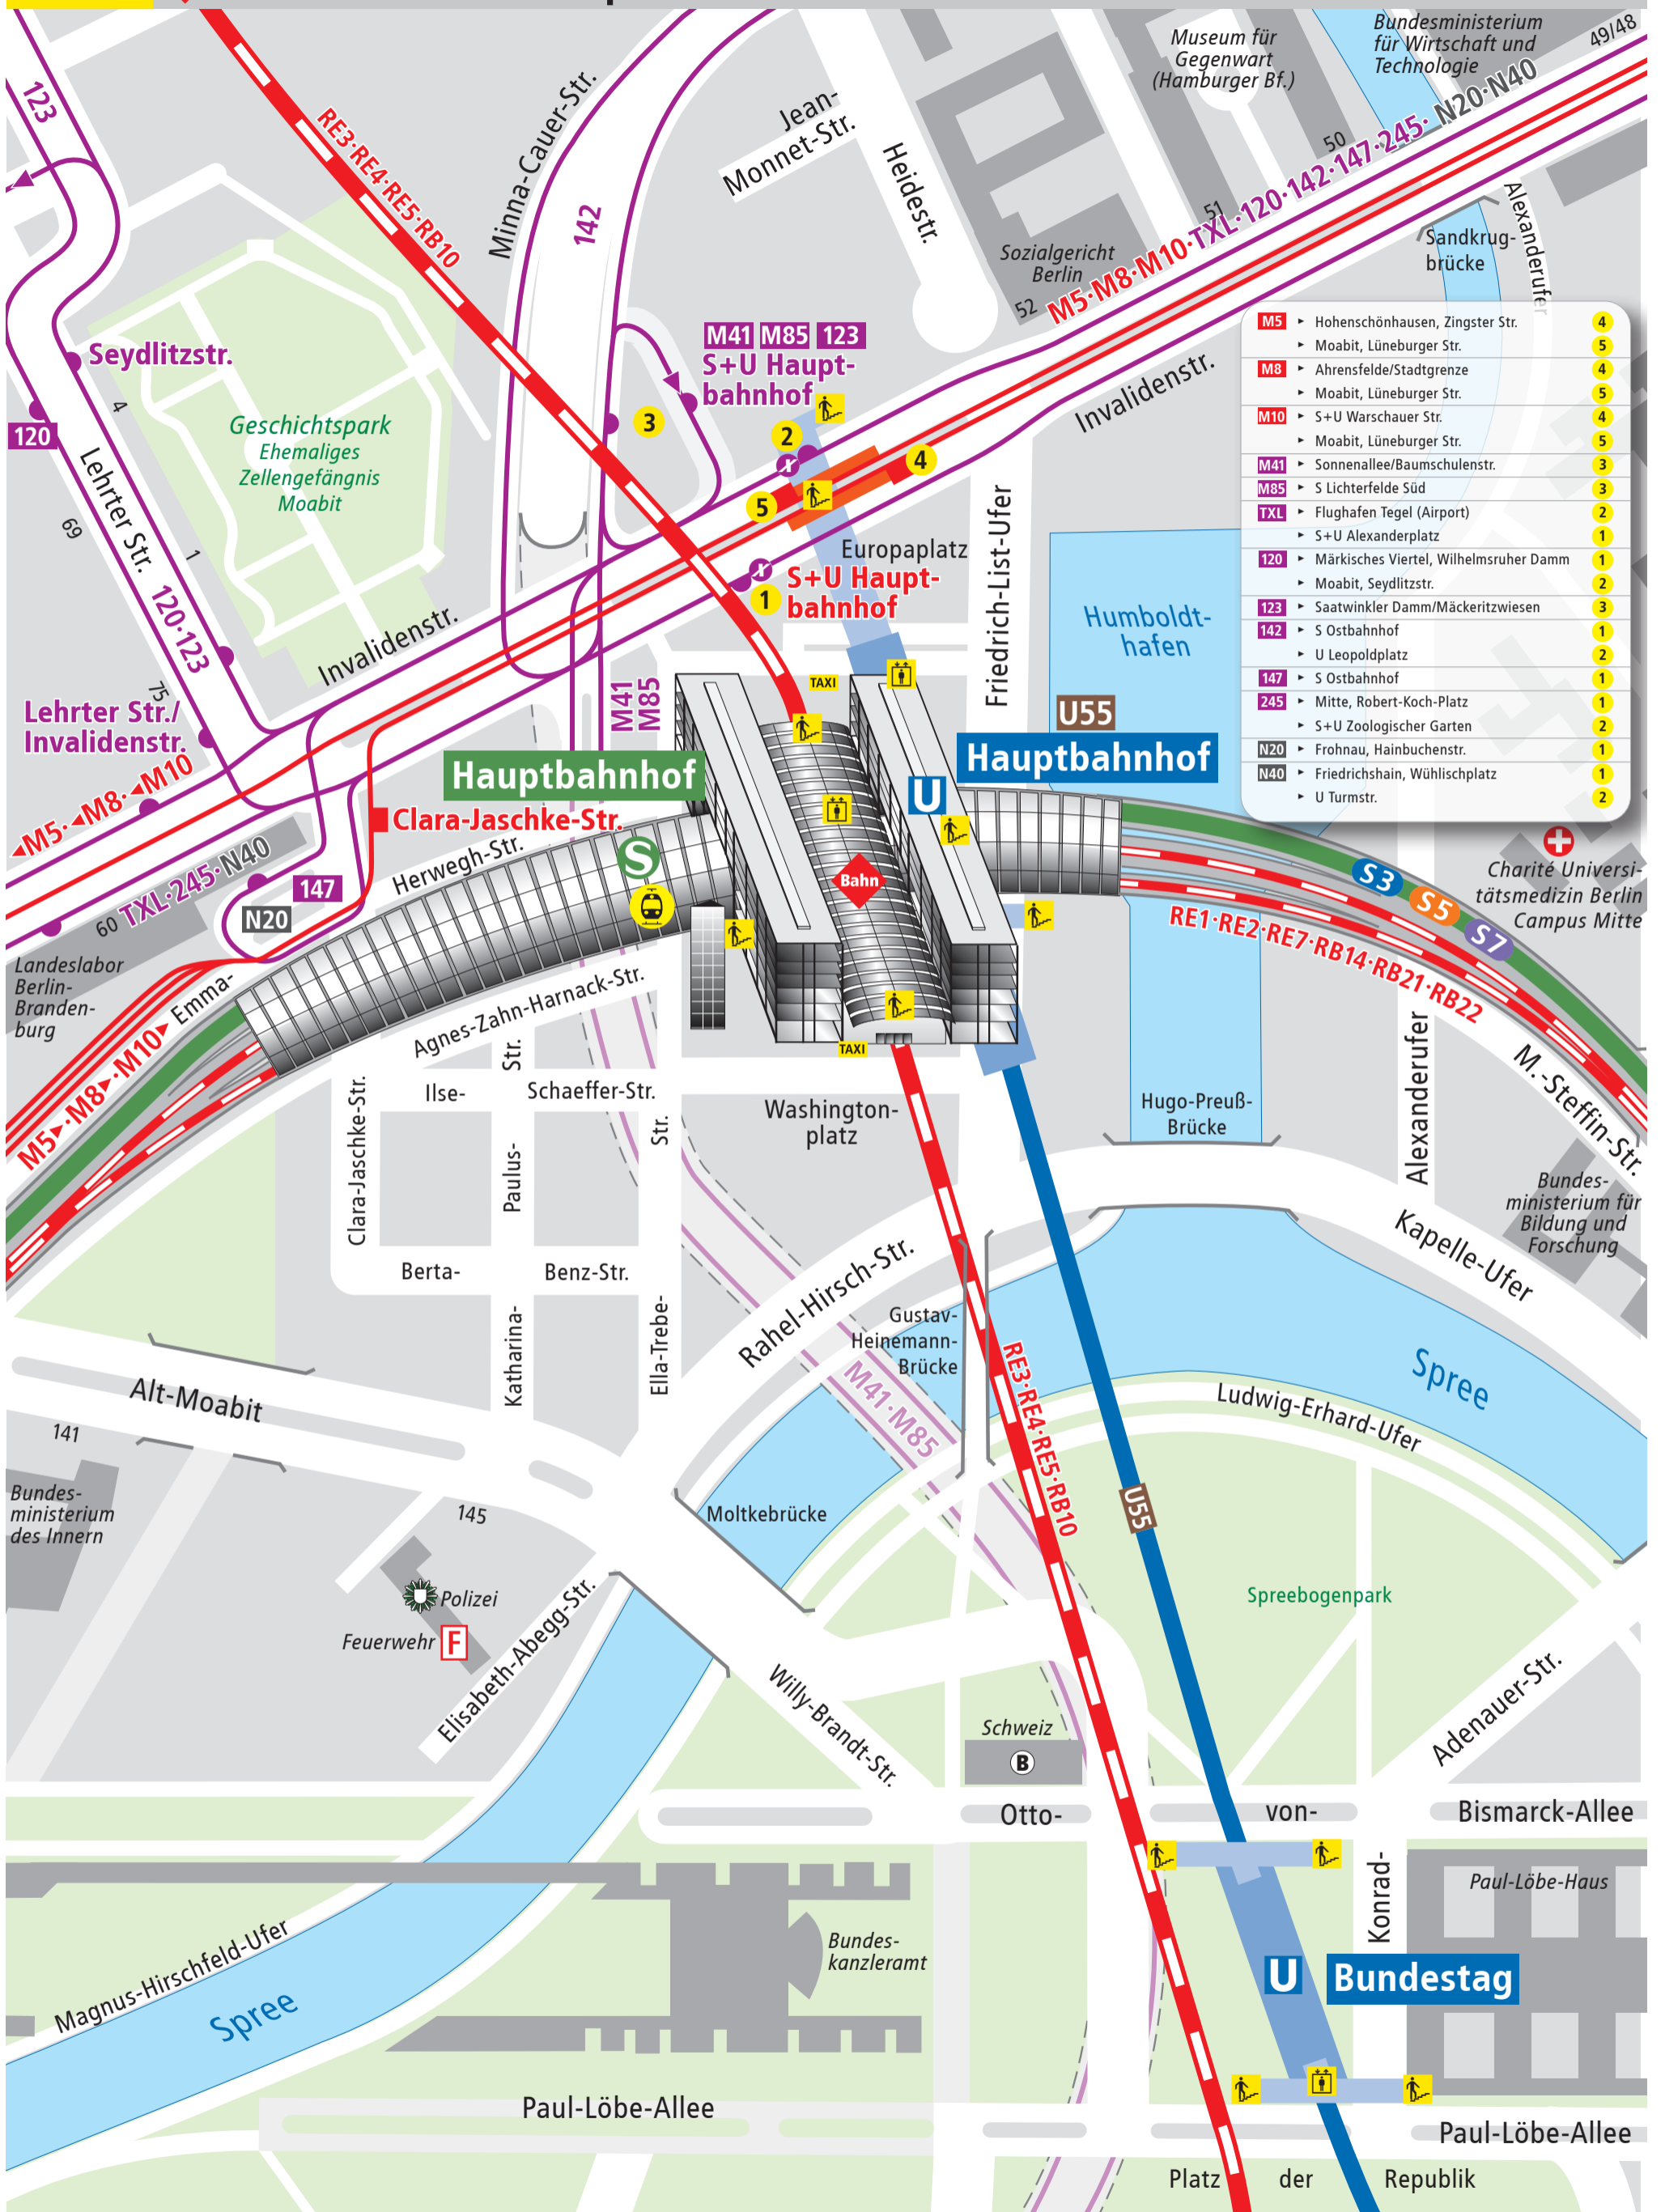 Museum für
Gegenwart
(Hamburger Bf.)
Bundesministerium
für Wirtschaft und
Technologie
49/48
123
RE3·RE4·RE5·RB10
Minna-Cauer-Str.
142
Jean-
Monnet-Str.
Heidestr.
Sozialgericht
Berlin
52
51
50
M5·M8·M10·TXL·120·142·147·245· N20·N40
Alexanderufer
Sandkrug-
brücke
Seydlitzstr.
4
120
Lehrter Str.
69
1
120·123
75
Geschichtspark
Ehemaliges
Zellengefängnis
Moabit
M41 M85 123
S+U Haupt-
bahnhof
3
2
X
4
5
X
1
Europaplatz
S+U Haupt-
bahnhof
Invalidenstr.
Invalidenstr.
Friedrich-List-Ufer
Humboldt-
hafen
M5 Hohenschönhausen, Zingster Str. 4
Moabit, Lüneburger Str. 5
M8 Ahrensfelde/Stadtgrenze 4
Moabit, Lüneburger Str. 5
M10 S+U Warschauer Str. 4
Moabit, Lüneburger Str. 5
M41 Sonnenallee/Baumschulenstr. 3
M85 S Lichterfelde Süd 3
TXL Flughafen Tegel (Airport) 2
S+U Alexanderplatz 1
120 Märkisches Viertel, Wilhelmsruher Damm 1
Moabit, Seydlitzstr. 2
123 Saatwinkler Damm/Mäckeritzwiesen 3
142 S Ostbahnhof 1
U Leopoldplatz 2
147 S Ostbahnhof 1
245 Mitte, Robert-Koch-Platz 1
S+U Zoologischer Garten 2
N20 Frohnau, Hainbuchenstr. 1
N40 Friedrichshain, Wühlischplatz 1
U Turmstr. 2
Lehrter Str./
Invalidenstr.
M5·M8·M10
M41
M85
TAXI
U55
Hauptbahnhof
Hauptbahnhof
U
Clara-Jaschke-Str.
Herwegh-Str.
S
Bahn
TXL·245·N40
60
147
N20
Landeslabor
Berlin-
Branden-
burg
Emma-
M5·M8·M10
Agnes-Zahn-Harnack-Str.
S3
S5
S7
RE1·RE2·RE7·RB14·RB21·RB22
Charité Universi-
tätsmedizin Berlin
Campus Mitte
TAXI
Clara-Jaschke-Str.
Ilse-
Schaeffer-Str.
Str.
Paulus-
Katharina-
Str.
Ella-Trebe-
Berta-
Benz-Str.
Washington-
platz
Hugo-Preuß-
Brücke
Alexanderufer
M.-Steffin-Str.
Bundes-
ministerium für
Bildung und
Forschung
Kapelle-Ufer
Rahel-Hirsch-Str.
Gustav-
Heinemann-
Brücke
M41·M85
RE3·RE4·RE5·RB10
Spree
Ludwig-Erhard-Ufer
U55
Alt-Moabit
141
145
Bundes-
ministerium
des Innern
Moltkebrücke
Polizei
Feuerwehr F
Elisabeth-Abegg-Str.
Spreebogenpark
Willy-Brandt-Str.
Schweiz
B
Adenauer-Str.
Konrad-
Otto-
von-
Bismarck-Allee
Paul-Löbe-Haus
Bundes-
kanzleramt
Magnus-Hirschfeld-Ufer
Spree
U
Bundestag
Paul-Löbe-Allee
Paul-Löbe-Allee
Platz der Republik